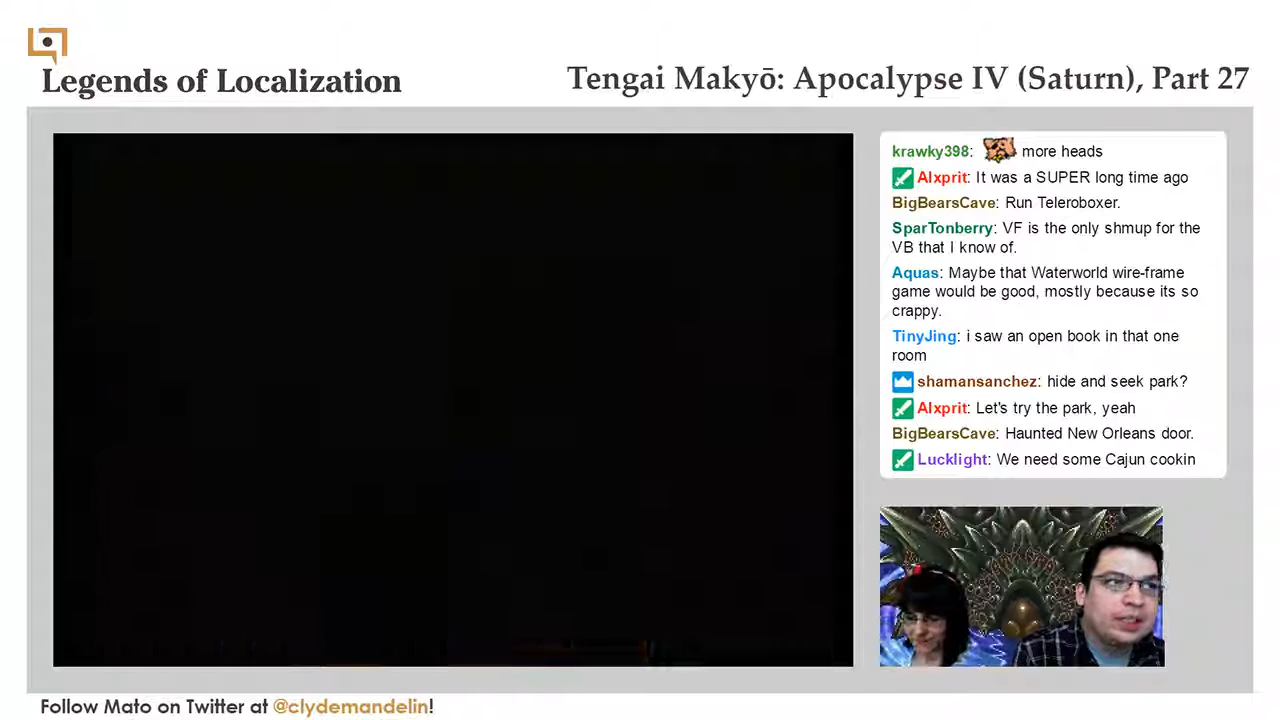 Legends of Localization
Tengai Makyō: Apocalypse IV (Saturn), Part 27
krawky398: more heads
Alxprit: It was a SUPER long time ago
BigBearsCave: Run Teleroboxer.
SparTonberry: VF is the only shmup for the
VB that I know of.
Aquas: Maybe that Waterworld wire-frame
game would be good, mostly because its so
crappy.
TinyJing: i saw an open book in that one
room
shamansanchez: hide and seek park?
Alxprit: Let's try the park, yeah
BigBearsCave: Haunted New Orleans door.
Lucklight: We need some Cajun cookin
Follow Mato on Twitter at @clydemandelin!